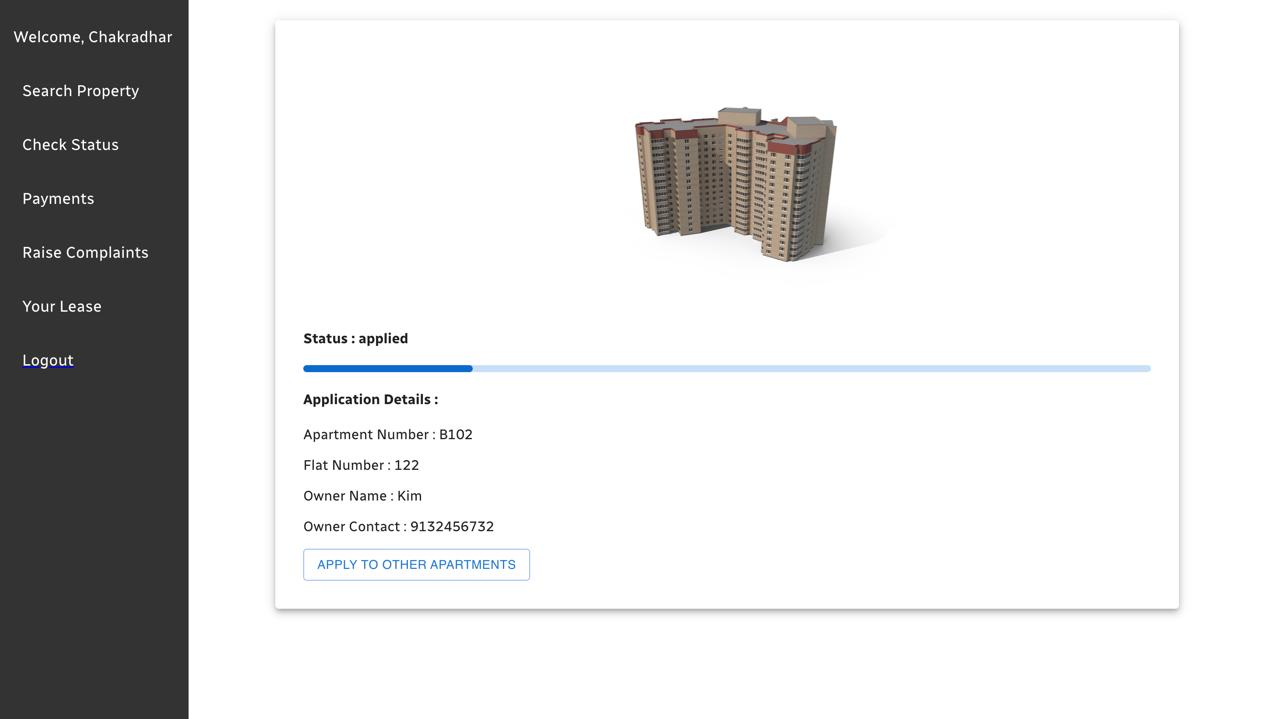 Welcome, Chakradhar
Search Property
Check Status
Payments
Raise Complaints
Your Lease
Logout
Status : applied
Application Details :
Apartment Number : B102
Flat Number : 122
Owner Name : Kim
Owner Contact : 9132456732
APPLY TO OTHER APARTMENTS